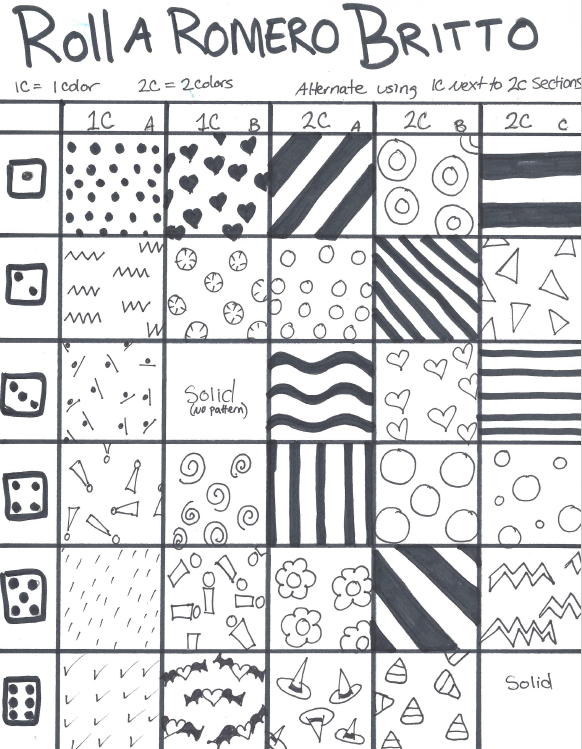 Roll A Romero Britto
1C = 1 color 2C = 2 colors Alternate using 1C next to 2C Sections
1C A 1C B 2C A 2C B 2C C
Solid
(no pattern)
Solid